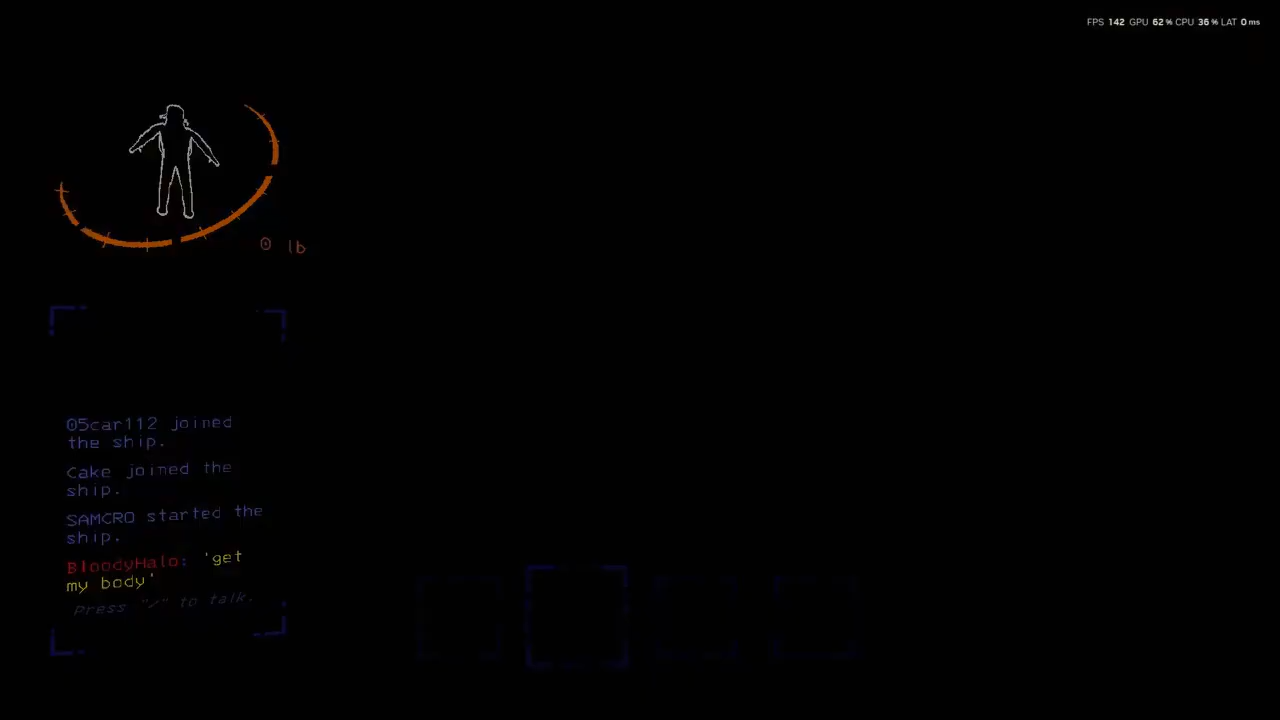 FPS 142 GPU 62 % CPU 36 % LAT 0 ms
0 lb
05car112 joined
the ship.
Cake joined the
ship.
SAMCRO started the
ship.
BloodyHalo: 'get
my body'
Press "/" to talk.